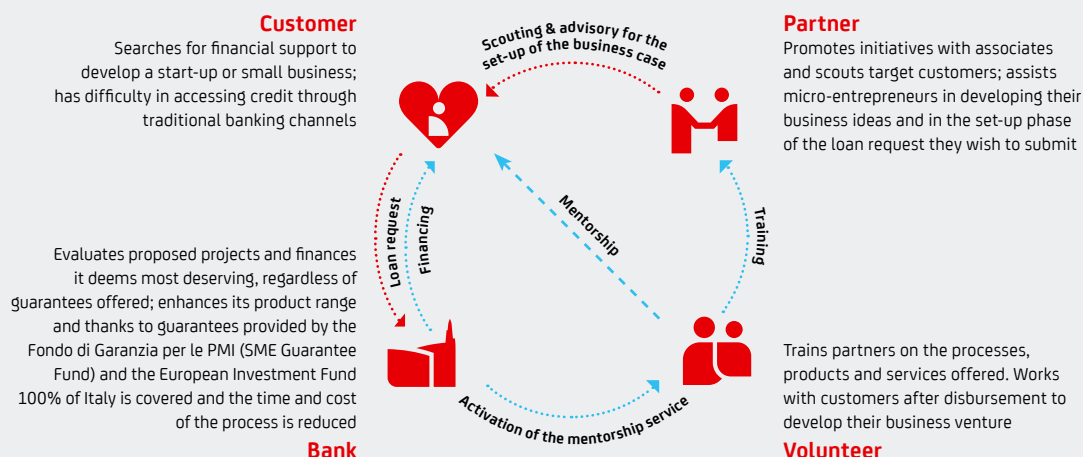 Customer
Searches for financial support to
develop a start-up or small business;
has difficulty in accessing credit through
traditional banking channels
Scouting & advisory for the
set-up of the business case
Partner
Promotes initiatives with associates
and scouts target customers; assists
micro-entrepreneurs in developing their
business ideas and in the set-up phase
of the loan request they wish to submit
Loan request
Financing
Mentorship
Training
Evaluates proposed projects and finances
it deems most deserving, regardless of
guarantees offered; enhances its product range
and thanks to guarantees provided by the
Fondo di Garanzia per le PMI (SME Guarantee
Fund) and the European Investment Fund
100% of Italy is covered and the time and cost
of the process is reduced
Bank
Activation of the mentorship service
Trains partners on the processes,
products and services offered. Works
with customers after disbursement to
develop their business venture
Volunteer